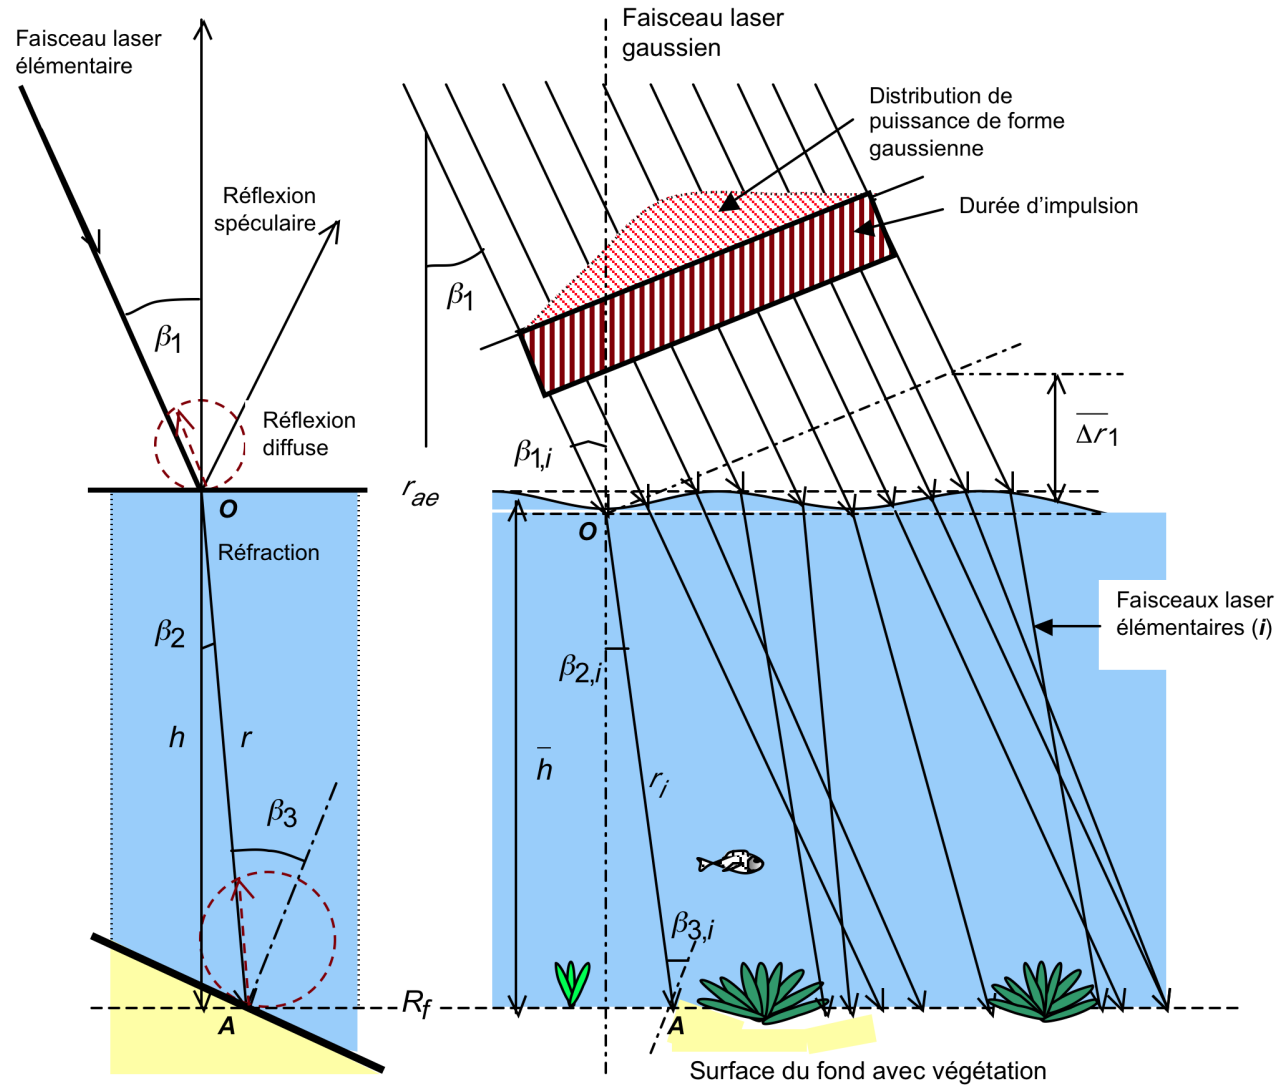 Faisceau laser
élémentaire
Réflexion
spéculaire
β1
Réflexion
diffuse
O
Réfraction
β2
h
r
β3
A
Faisceau laser
gaussien
Distribution de
puissance de forme
gaussienne
Durée d'impulsion
β1
β1,i
Δr1
rae
O
Faisceaux laser
élémentaires (i)
β2,i
h
ri
β3,i
Rf
A
Surface du fond avec végétation